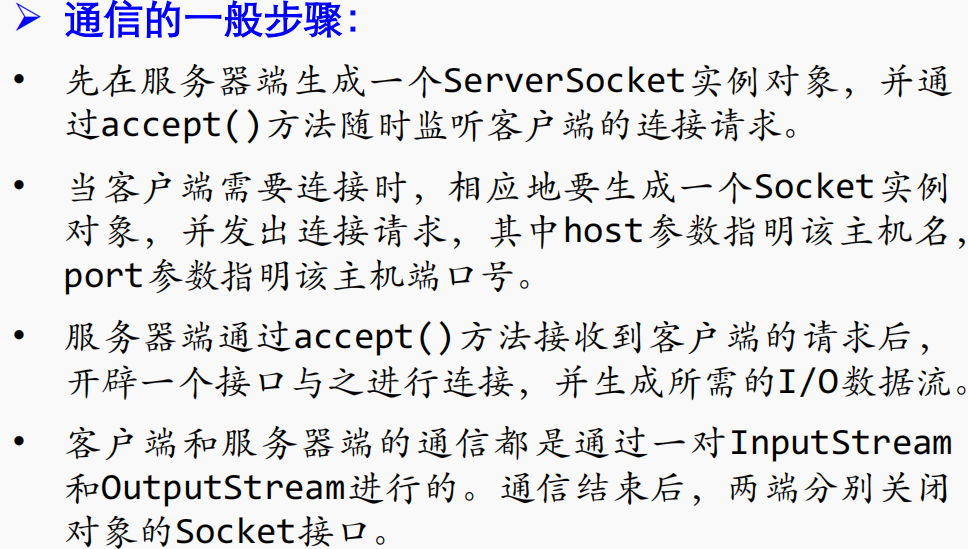 ➢ 通信的一般步骤:
• 先在服务器端生成一个ServerSocket实例对象，并通
过accept()方法随时监听客户端的连接请求。
• 当客户端需要连接时，相应地要生成一个Socket实例
对象，并发出连接请求，其中host参数指明该主机名，
port参数指明该主机端口号。
• 服务器端通过accept()方法接收到客户端的请求后，
开辟一个接口与之进行连接，并生成所需的I/O数据流。
• 客户端和服务器端的通信都是通过一对InputStream
和OutputStream进行的。通信结束后，两端分别关闭
对象的Socket接口。